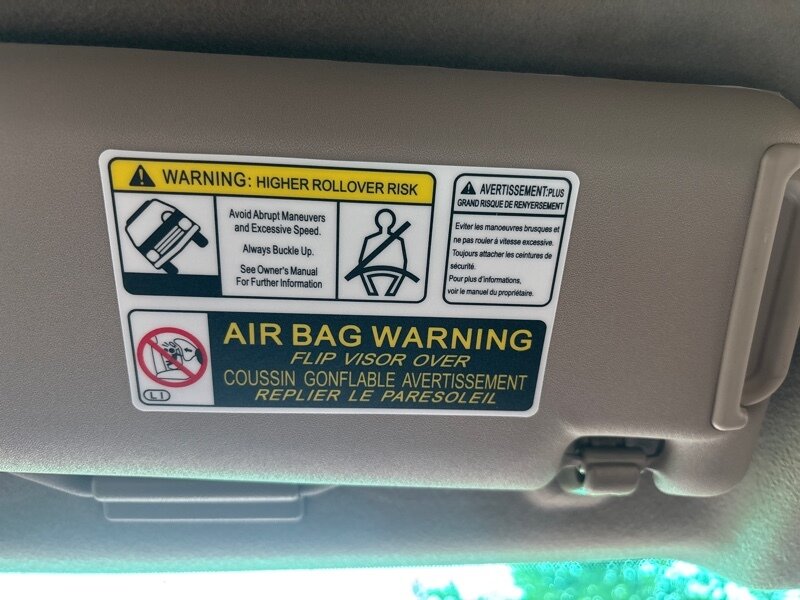 WARNING: HIGHER ROLLOVER RISK
Avoid Abrupt Maneuvers
and Excessive Speed.
Always Buckle Up.
See Owner's Manual
For Further Information
AVERTISSEMENT:PLUS
GRAND RISQUE DE RENYERSEMENT
Eviter les manoeuvres brusques et
ne pas rouler à vitesse excessive.
Toujours attacher les ceintures de
sécurité.
Pour plus d'informations,
voir le manuel du propriétaire.
AIR BAG WARNING
FLIP VISOR OVER
COUSSIN GONFLABLE AVERTISSEMENT
REPLIER LE PARESOLEIL